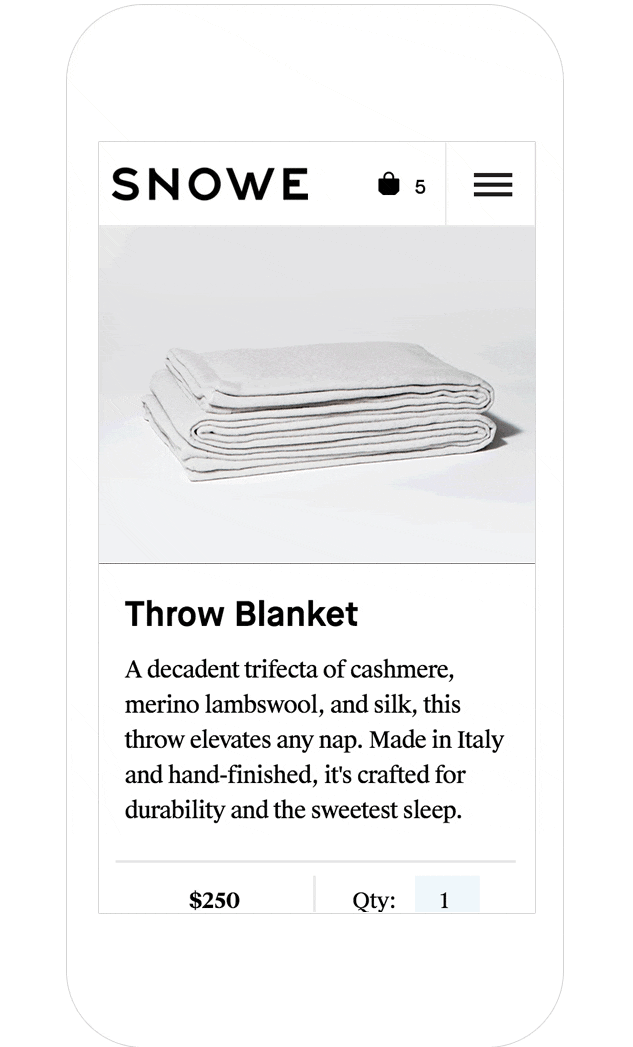 SNOWE
5
Throw Blanket
A decadent trifecta of cashmere,
merino lambswool, and silk, this
throw elevates any nap. Made in Italy
and hand-finished, it's crafted for
durability and the sweetest sleep.
$250
Qty: 1